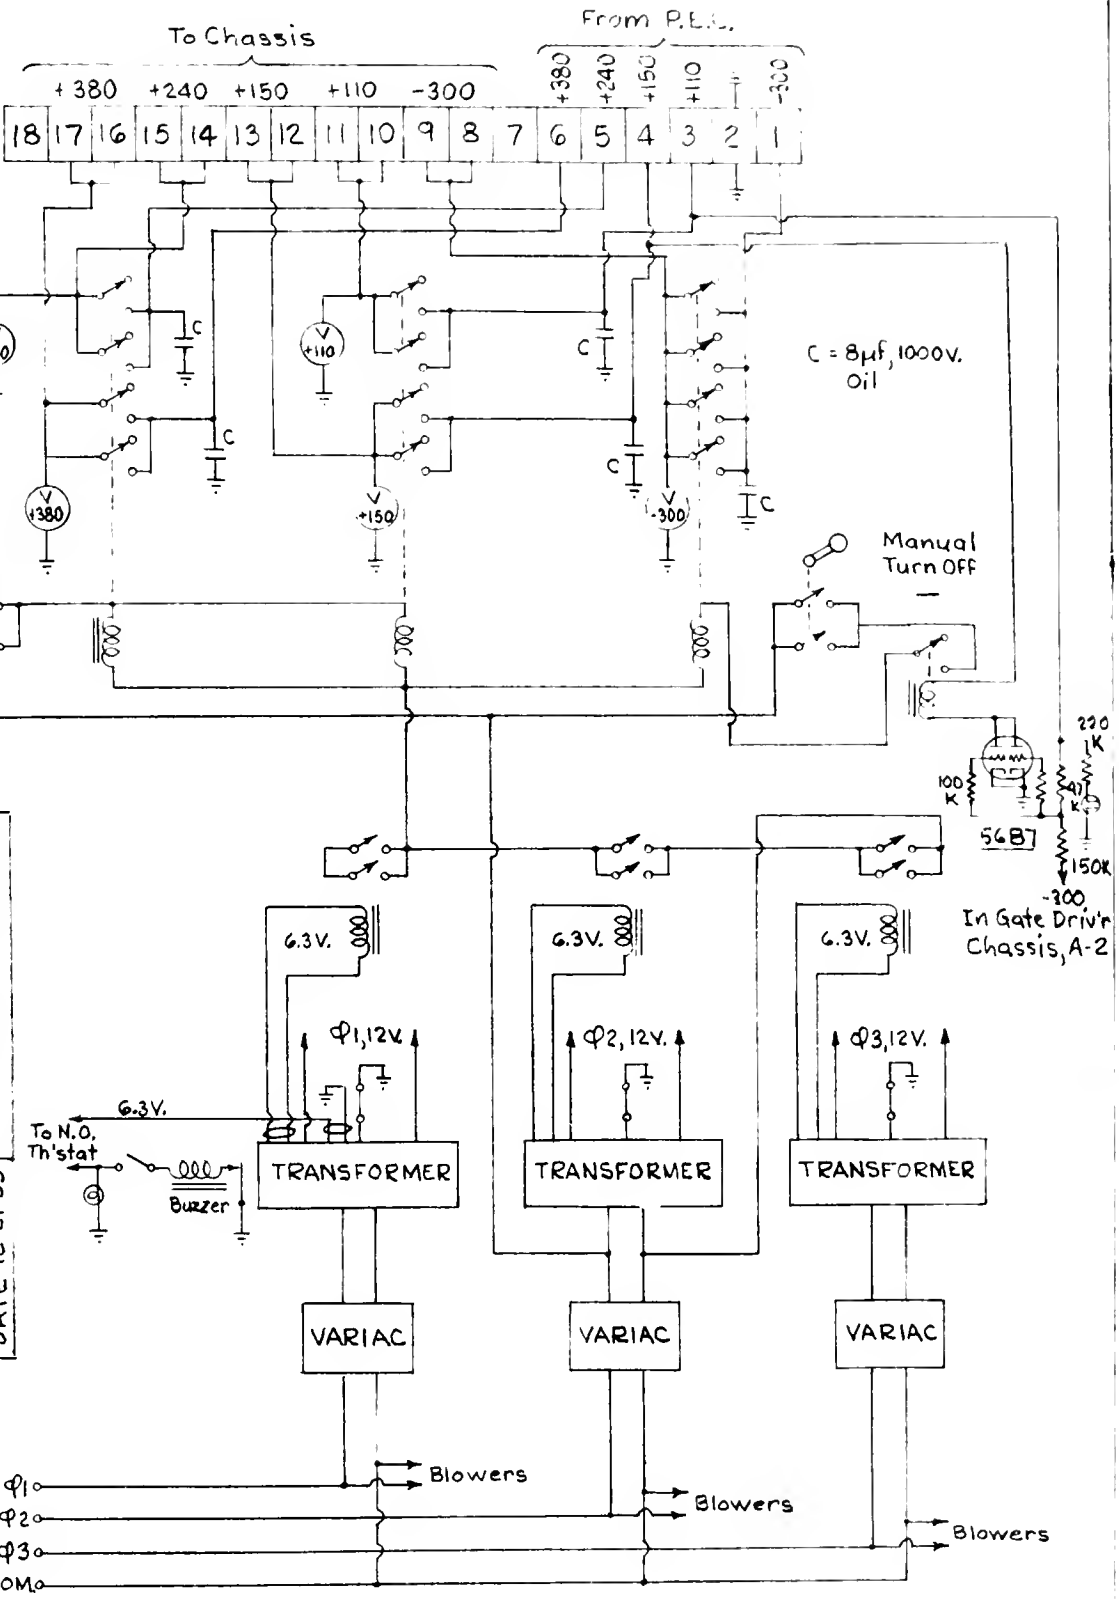 To Chassis
From P.E.L.
+380 +240 +150 +110 -300
+380 +240 +150 +110 -300
18 17 16 15 14 13 12 11 10 9 8 7 6 5 4 3 2 1
C
V
+110
C
C = 8μf, 1000V.
Oil
C
C
V
+380
V
+150
V
-300
C
Manual
Turn OFF
220
K
100
K
47
K
5687
150K
-300,
In Gate Driv'r
Chassis, A-2
6.3V.
6.3V.
6.3V.
φ1,12V.
φ2,12V.
φ3,12V.
6.3V.
To N.O.
Th'stat
Buzzer
TRANSFORMER
TRANSFORMER
TRANSFORMER
VARIAC
VARIAC
VARIAC
Blowers
Blowers
Blowers
φ1
φ2
φ3
OM.